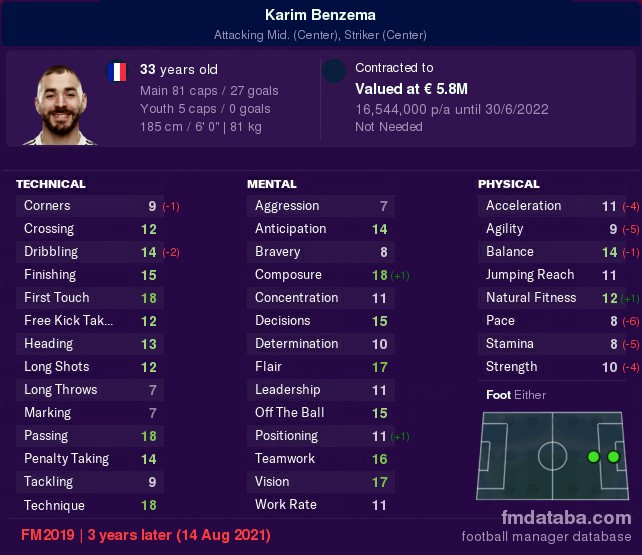 Karim Benzema
Attacking Mid. (Center), Striker (Center)
33 years old
Main 81 caps / 27 goals
Youth 5 caps / 0 goals
185 cm / 6' 0" | 81 kg
Contracted to
Valued at € 5.8M
16,544,000 p/a until 30/6/2022
Not Needed
TECHNICAL
Corners 9 (-1)
Crossing 12
Dribbling 14 (-2)
Finishing 15
First Touch 18
Free Kick Tak... 12
Heading 13
Long Shots 12
Long Throws 7
Marking 7
Passing 18
Penalty Taking 14
Tackling 9
Technique 18
MENTAL
Aggression 7
Anticipation 14
Bravery 8
Composure 18 (+1)
Concentration 11
Decisions 15
Determination 10
Flair 17
Leadership 11
Off The Ball 15
Positioning 11 (+1)
Teamwork 16
Vision 17
Work Rate 11
PHYSICAL
Acceleration 11 (-4)
Agility 9 (-5)
Balance 14 (-1)
Jumping Reach 11
Natural Fitness 12 (+1)
Pace 8 (-6)
Stamina 8 (-5)
Strength 10 (-4)
Foot Either
FM2019 | 3 years later (14 Aug 2021)
fmdataba.com
football manager database